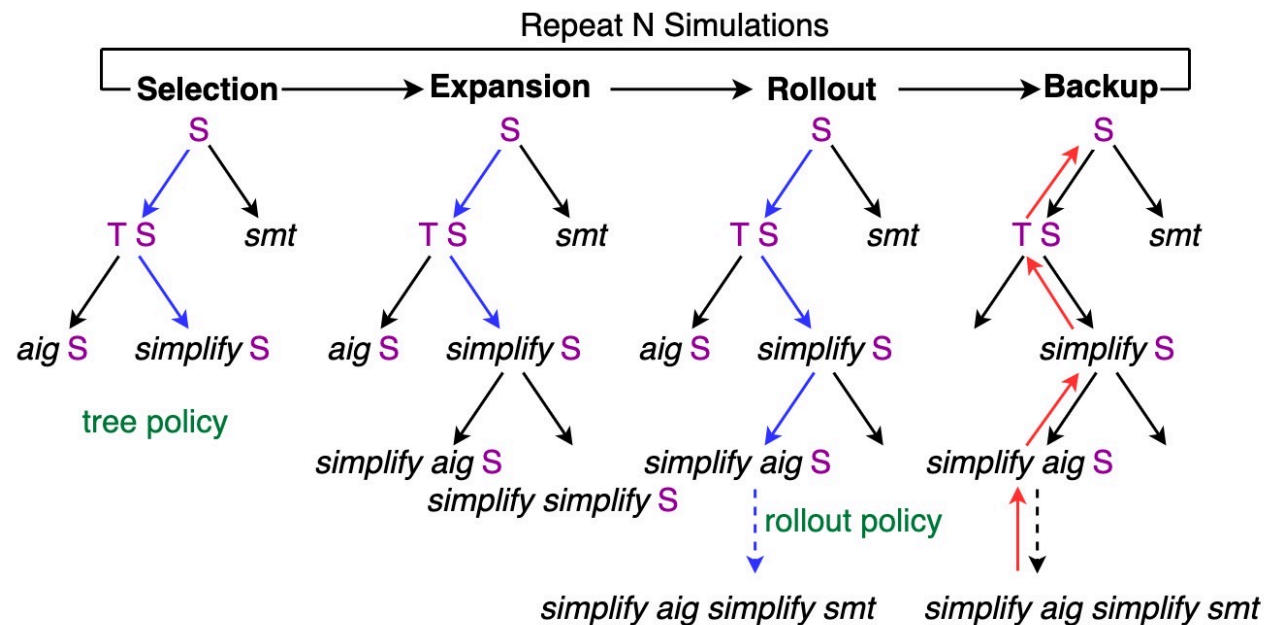 Repeat N Simulations
Selection Expansion Rollout Backup
S S S S
T S smt T S smt T S smt T S smt
aig S simplify S aig S simplify S aig S simplify S simplify S
tree policy
simplify aig S simplify aig S simplify aig S
simplify simplify S
rollout policy
simplify aig simplify smt simplify aig simplify smt